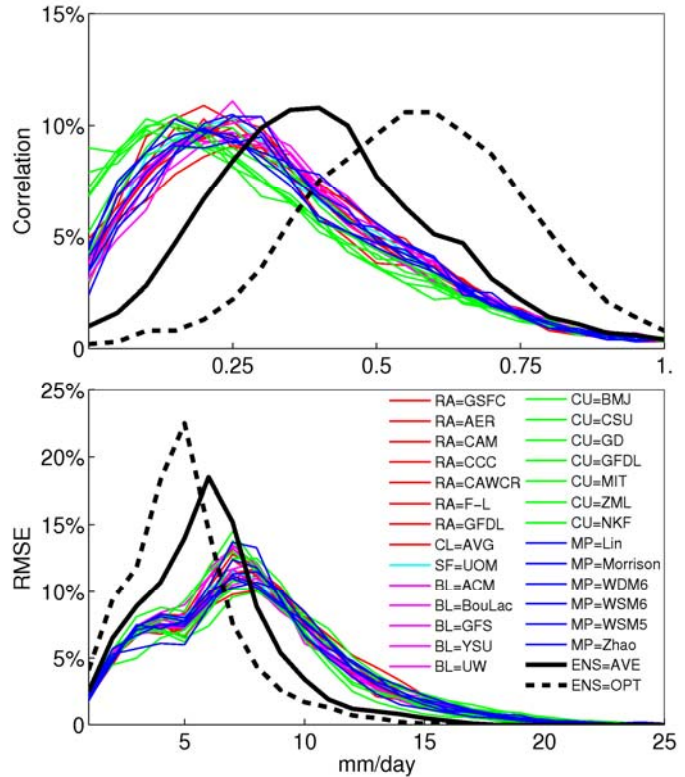 15%
10%
5%
0
Correlation
0.25
0.5
0.75
1.
25%
20%
15%
10%
5%
0
RMSE
RA=GSFC
RA=AER
RA=CAM
RA=CCC
RA=CAWCR
RA=F-L
RA=GFDL
CL=AVG
SF=UOM
BL=ACM
BL=BouLac
BL=GFS
BL=YSU
BL=UW
CU=BMJ
CU=CSU
CU=GD
CU=GFDL
CU=MIT
CU=ZML
CU=NKF
MP=Lin
MP=Morrison
MP=WDM6
MP=WSM6
MP=WSM5
MP=Zhao
ENS=AVE
ENS=OPT
5
10
15
20
25
mm/day